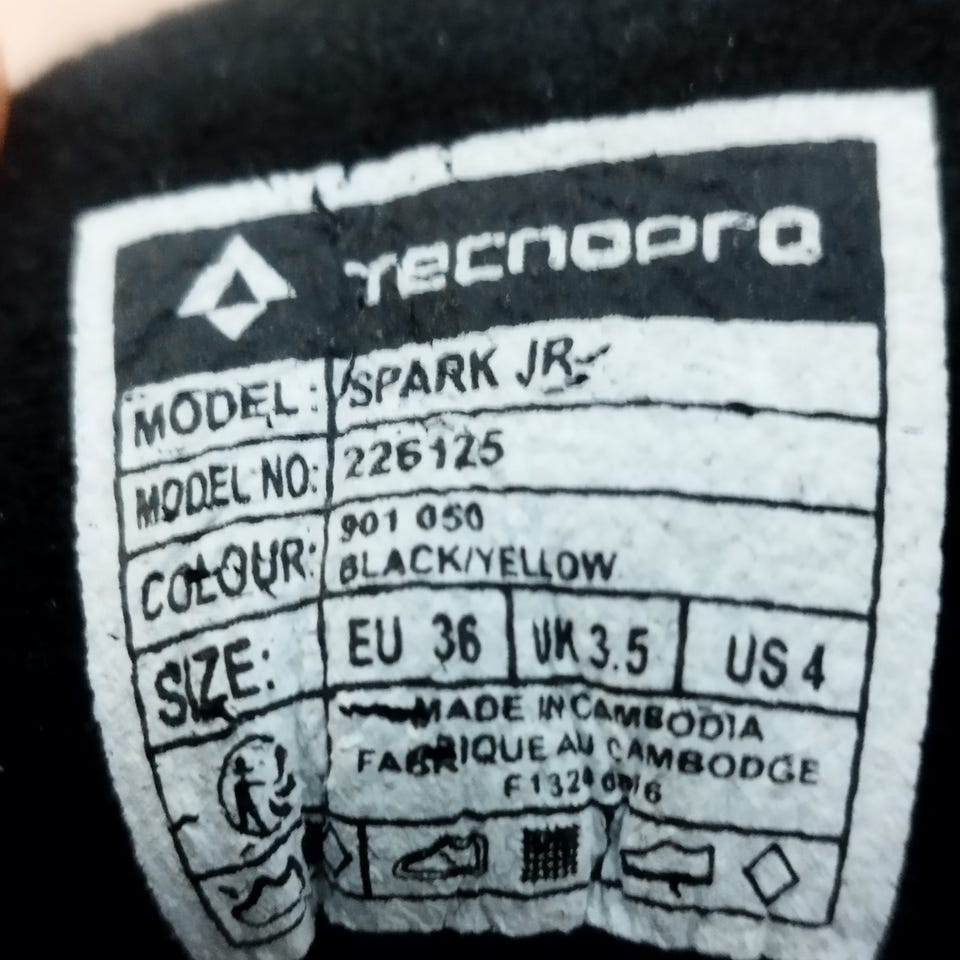 TECNOPRO
MODEL: SPARK JR
MODEL NO: 226125
COLOUR: 901 050
BLACK/YELLOW
SIZE: EU 36 UK 3.5 US 4
MADE IN CAMBODIA
FABRIQUE AU CAMBODGE